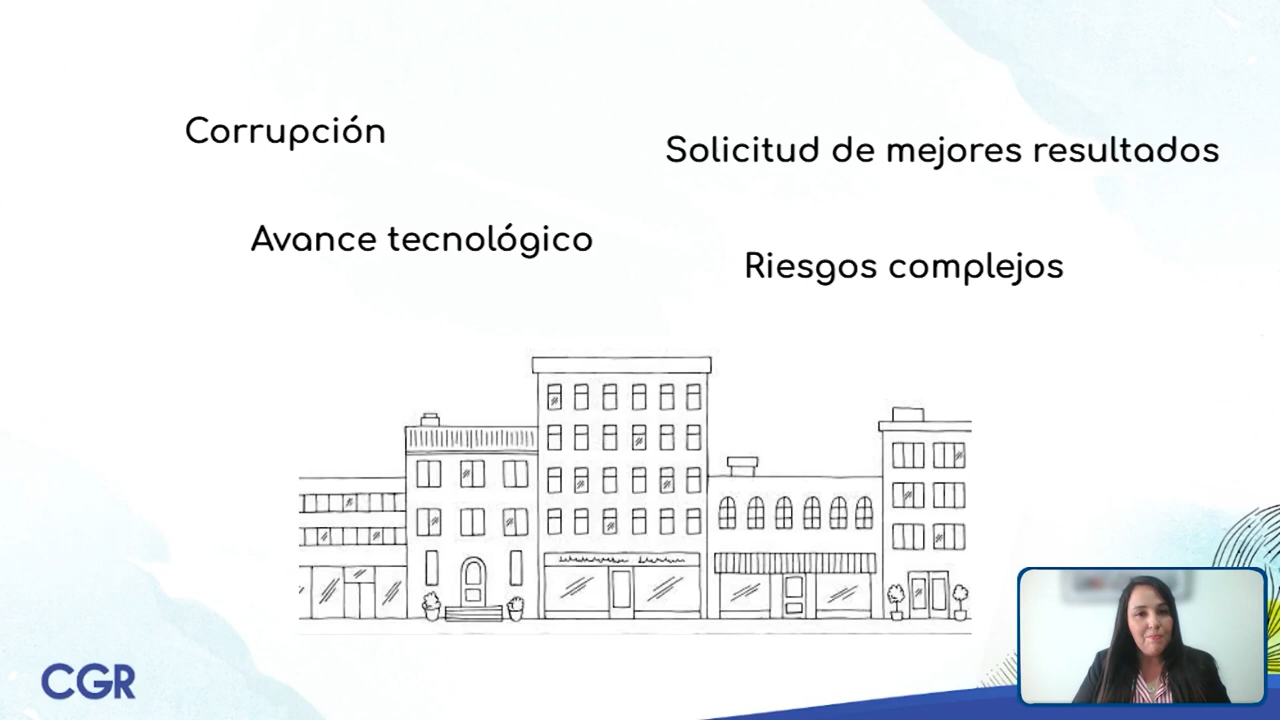 Corrupción
Solicitud de mejores resultados
Avance tecnológico
Riesgos complejos
CGR